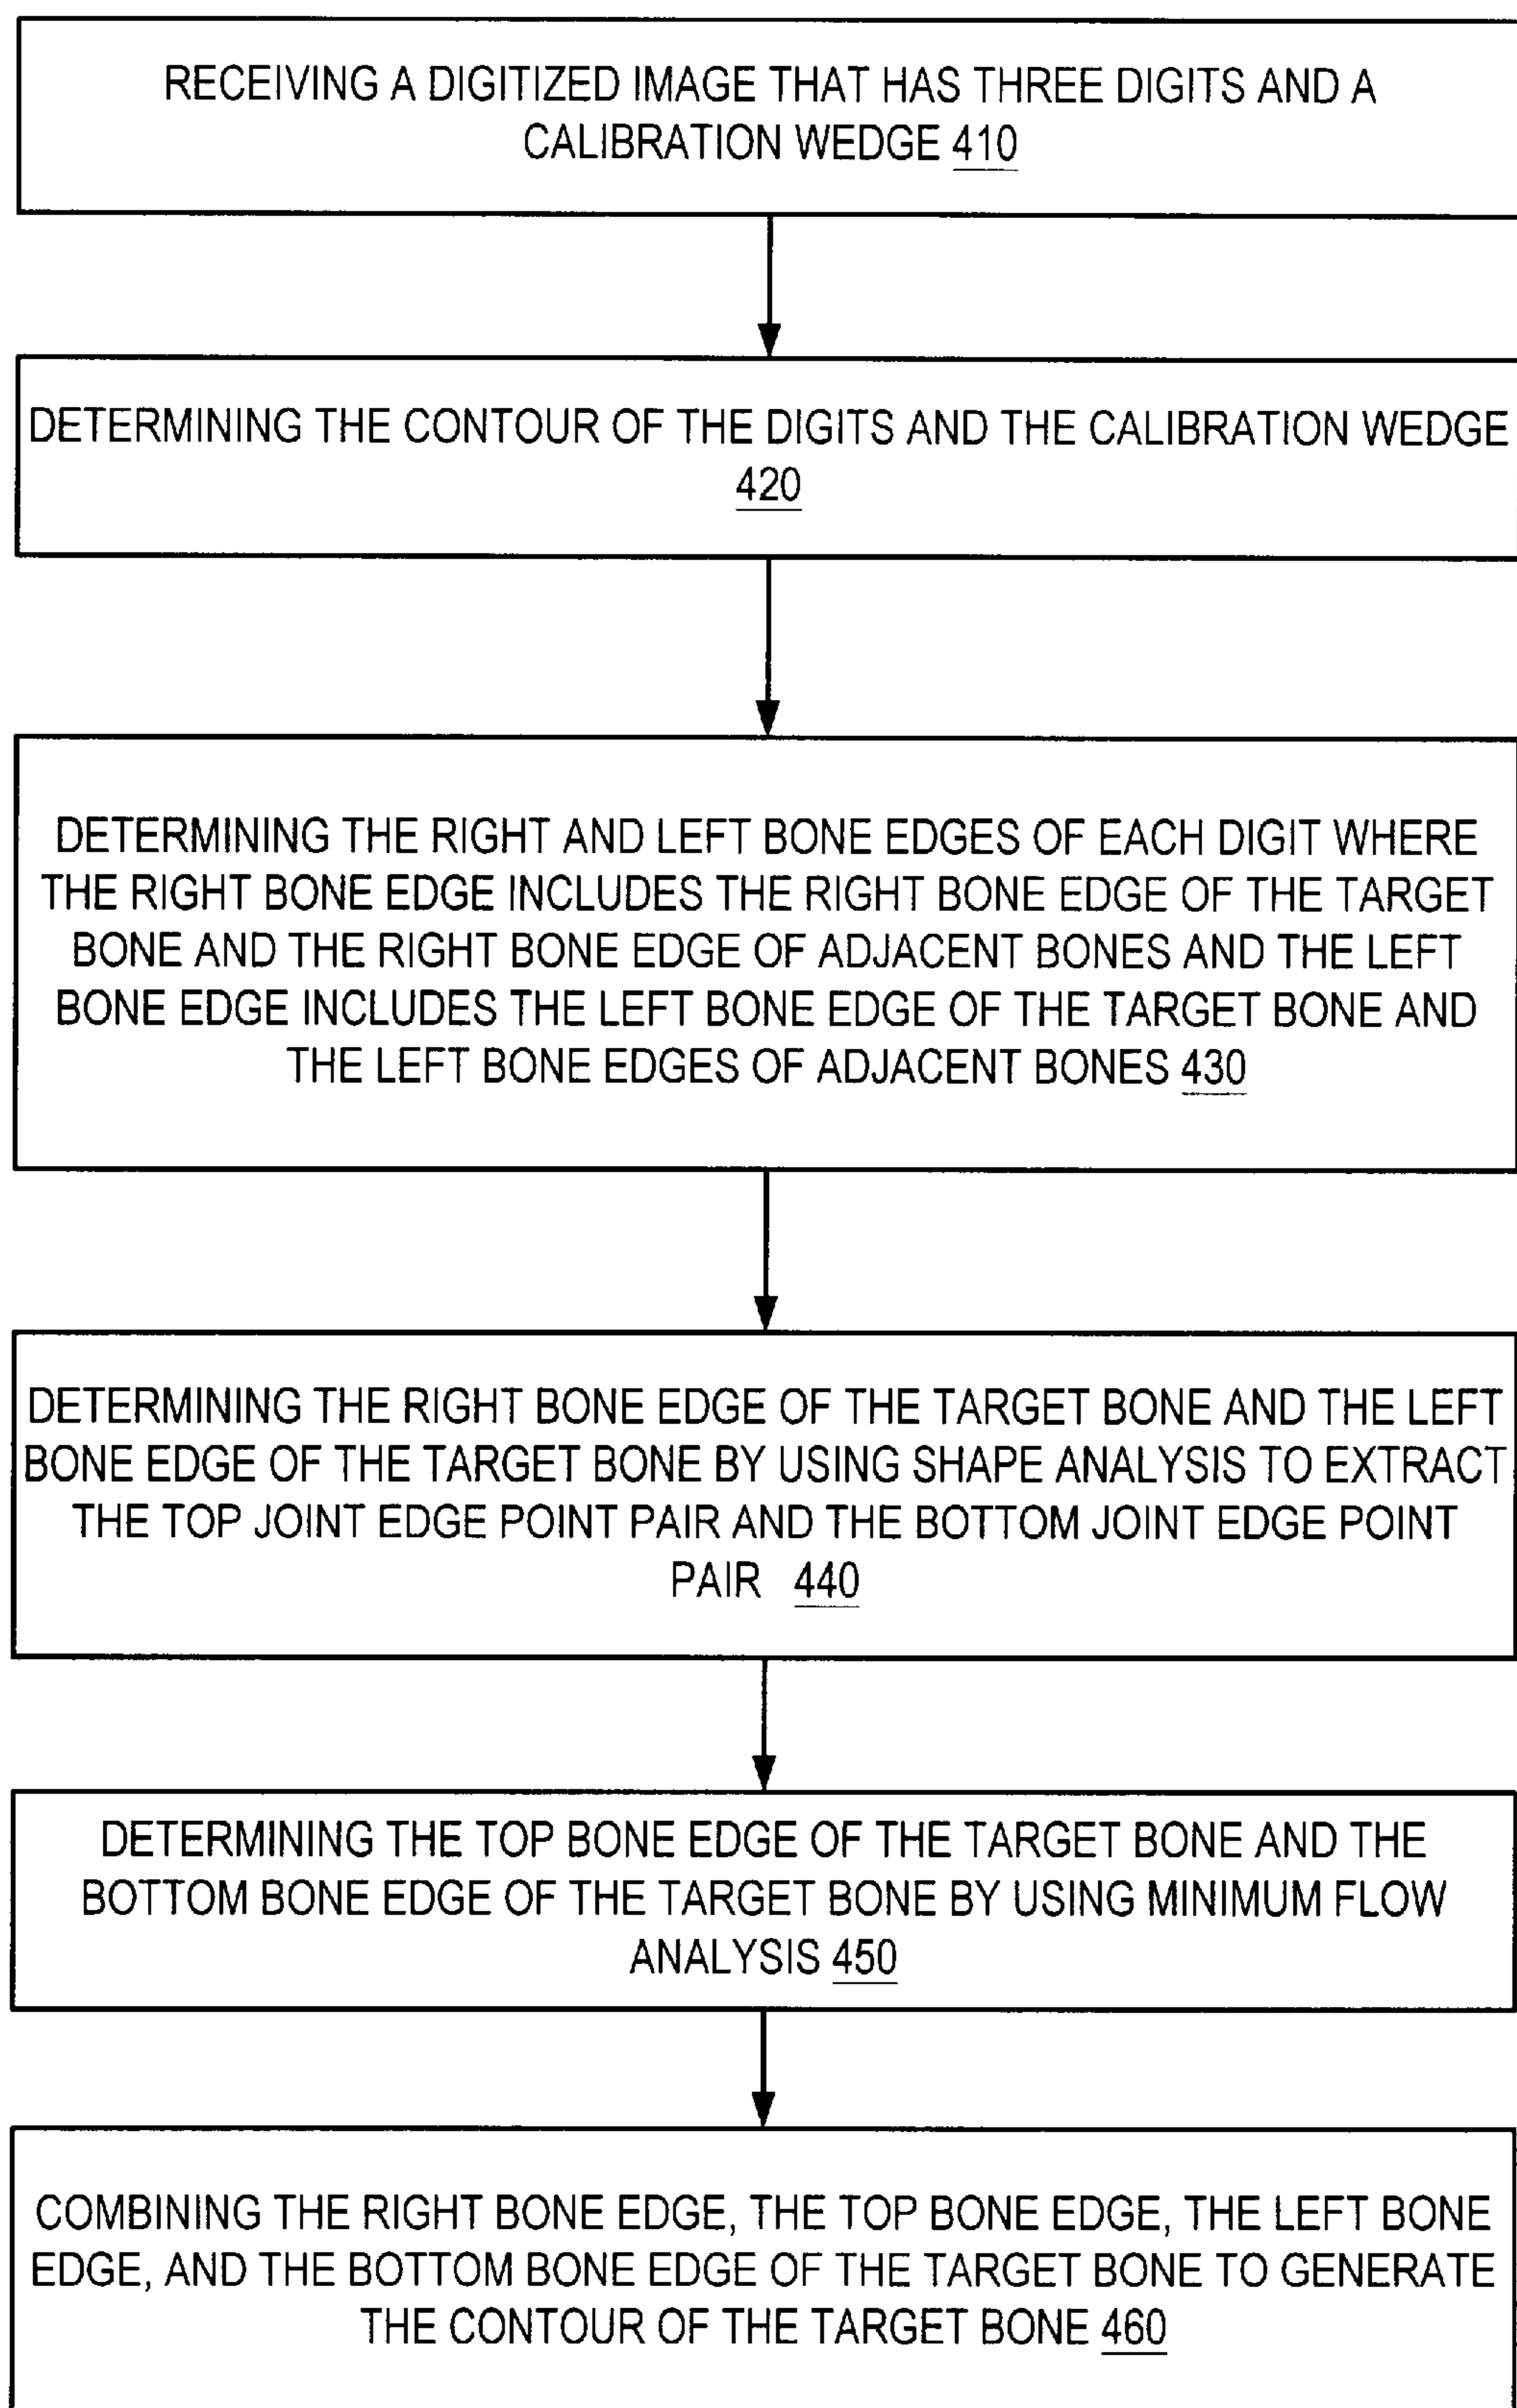 RECEIVING A DIGITIZED IMAGE THAT HAS THREE DIGITS AND A
CALIBRATION WEDGE 410
DETERMINING THE CONTOUR OF THE DIGITS AND THE CALIBRATION WEDGE
420
DETERMINING THE RIGHT AND LEFT BONE EDGES OF EACH DIGIT WHERE
THE RIGHT BONE EDGE INCLUDES THE RIGHT BONE EDGE OF THE TARGET
BONE AND THE RIGHT BONE EDGE OF ADJACENT BONES AND THE LEFT
BONE EDGE INCLUDES THE LEFT BONE EDGE OF THE TARGET BONE AND
THE LEFT BONE EDGES OF ADJACENT BONES 430
DETERMINING THE RIGHT BONE EDGE OF THE TARGET BONE AND THE LEFT
BONE EDGE OF THE TARGET BONE BY USING SHAPE ANALYSIS TO EXTRACT
THE TOP JOINT EDGE POINT PAIR AND THE BOTTOM JOINT EDGE POINT
PAIR 440
DETERMINING THE TOP BONE EDGE OF THE TARGET BONE AND THE
BOTTOM BONE EDGE OF THE TARGET BONE BY USING MINIMUM FLOW
ANALYSIS 450
COMBINING THE RIGHT BONE EDGE, THE TOP BONE EDGE, THE LEFT BONE
EDGE, AND THE BOTTOM BONE EDGE OF THE TARGET BONE TO GENERATE
THE CONTOUR OF THE TARGET BONE 460